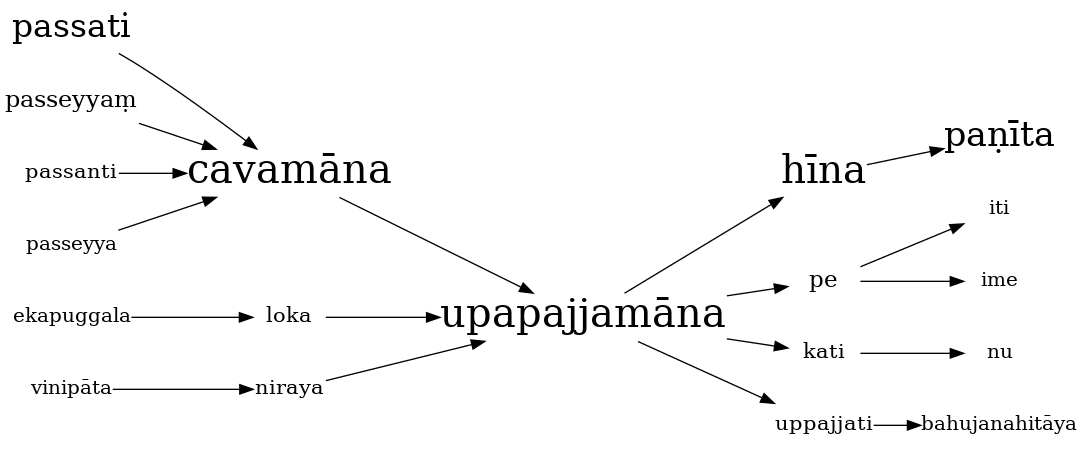 passati
passeyyaṃ
passanti
cavamāna
passeyya
ekapuggala
loka
vinipāta
niraya
upapajjamāna
hīna
paṇīta
pe
iti
ime
kati
nu
uppajjati
bahujanahitāya